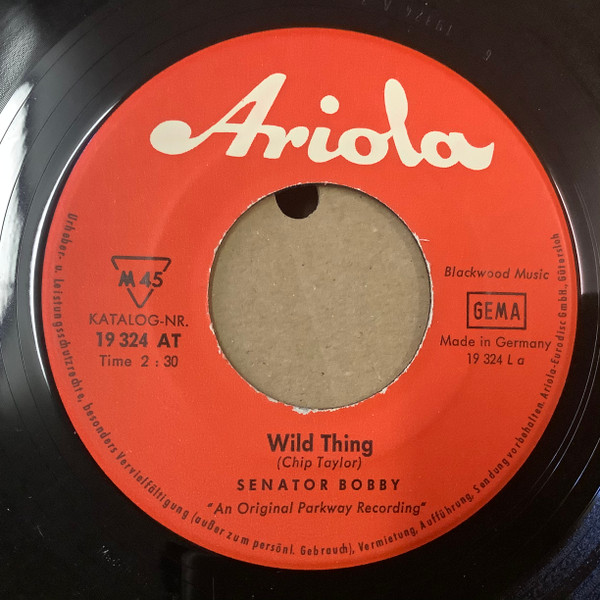 Ariola
M 45
KATALOG-NR.
19 324 AT
Time 2 : 30
Blackwood Music
GEMA
Made in Germany
19 324 L a
Wild Thing
(Chip Taylor)
SENATOR BOBBY
"An Original Parkway Recording"
Urheber- u. Leistungsschutzrechte, besonders Vervielfältigung (außer zum persönl. Gebrauch), Vermietung, Aufführung, Sendung vorbehalten. Ariola-Eurodisc GmbH., Gütersloh